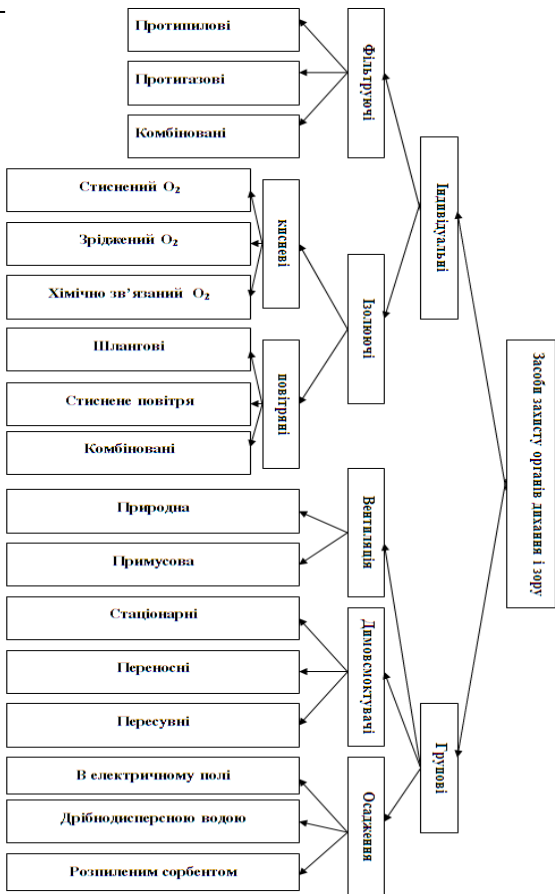 Засоби захисту органів дихання і зору
Індивідуальні
Групові
Фільтруючі
Ізолюючі
Вентиляція
Димовсмоктувачі
Осадження
кисневі
повітряні
Протипилові
Протигазові
Комбіновані
Стиснений О₂
Зріджений О₂
Хімічно зв’язаний О₂
Шлангові
Стиснене повітря
Комбіновані
Природна
Примусова
Стаціонарні
Переносні
Пересувні
В електричному полі
Дрібнодисперсною водою
Розпиленим сорбентом